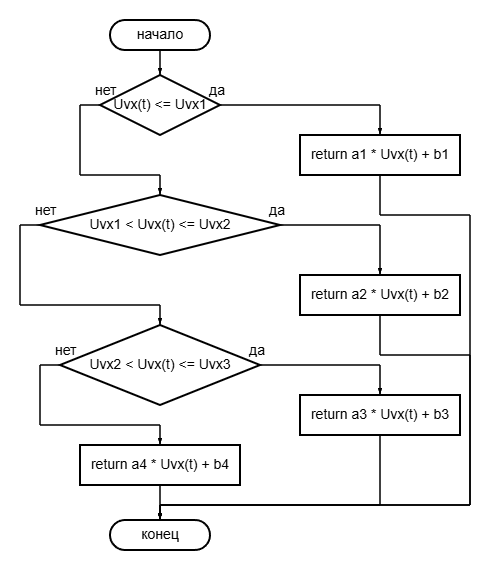 начало
нет
да
Uvx(t) <= Uvx1
return a1 * Uvx(t) + b1
нет
да
Uvx1 < Uvx(t) <= Uvx2
return a2 * Uvx(t) + b2
нет
да
Uvx2 < Uvx(t) <= Uvx3
return a3 * Uvx(t) + b3
return a4 * Uvx(t) + b4
конец